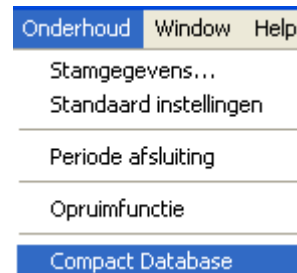 Onderhoud Window Help
Stamgegevens...
Standaard instellingen
Periode afsluiting
Opruimfunctie
Compact Database